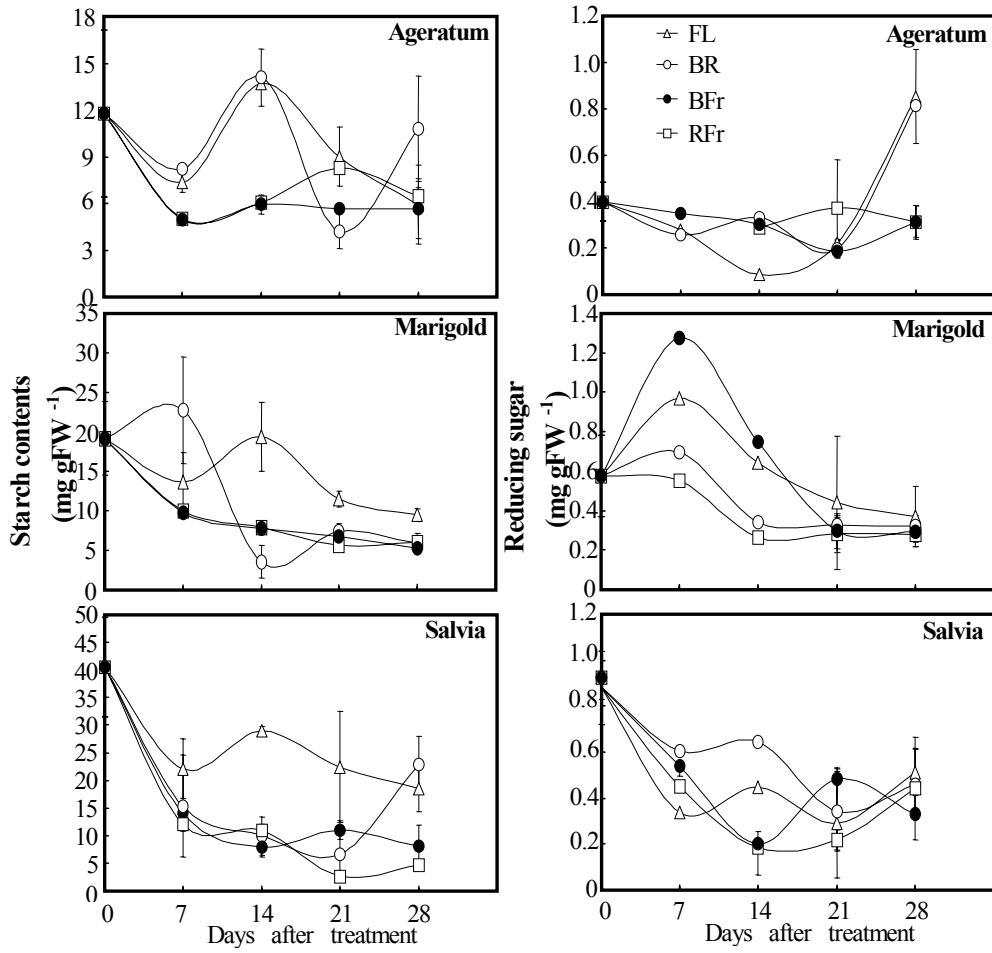 Ageratum
18
15
12
9
6
3
0
Ageratum
FL
BR
BFr
RFr
1.2
1.0
0.8
0.6
0.4
0.2
0
Marigold
35
30
25
20
15
10
5
0
Starch contents
(mg gFW -1)
Marigold
1.4
1.2
1.0
0.8
0.6
0.4
0.2
0
Reducing sugar
(mg gFW -1)
Salvia
50
45
40
35
30
25
20
15
10
5
0
0 7 14 21 28
Days after treatment
Salvia
1.2
1.0
0.8
0.6
0.4
0.2
0
0 7 14 21 28
Days after treatment